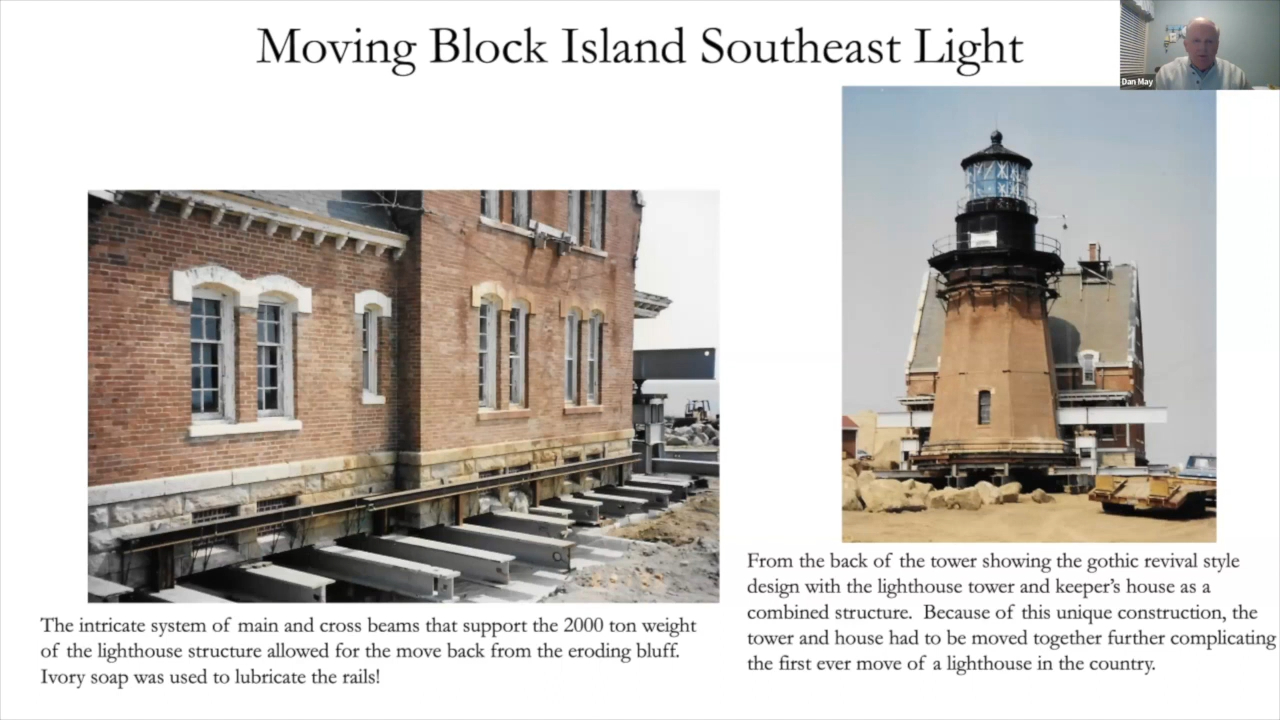 Moving Block Island Southeast Light
Dan May
The intricate system of main and cross beams that support the 2000 ton weight
of the lighthouse structure allowed for the move back from the eroding bluff.
Ivory soap was used to lubricate the rails!
From the back of the tower showing the gothic revival style
design with the lighthouse tower and keeper's house as a
combined structure. Because of this unique construction, the
tower and house had to be moved together further complicating
the first ever move of a lighthouse in the country.